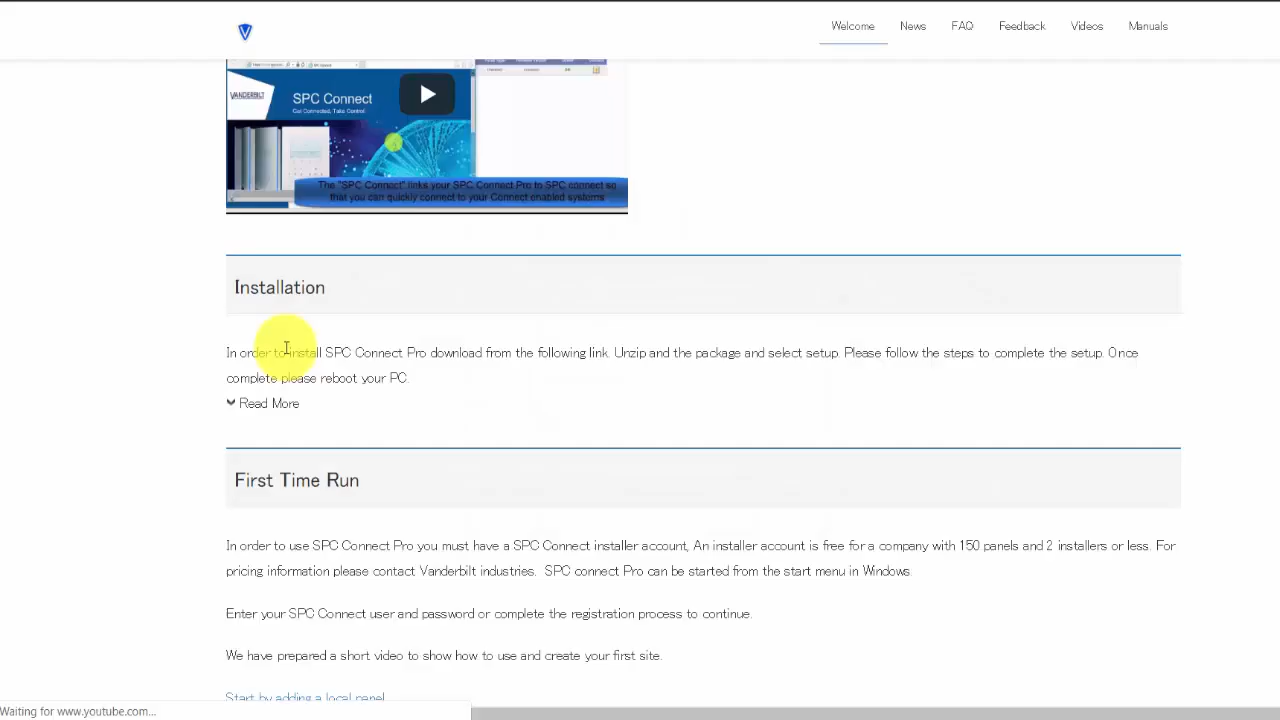 Welcome News FAQ Feedback Videos Manuals
VANDERBILT
SPC Connect
Get Connected, Take Control
The "SPC Connect" links your SPC Connect Pro to SPC connect so
that you can quickly connect to your Connect enabled systems
Installation
In order to install SPC Connect Pro download from the following link. Unzip and the package and select setup. Please follow the steps to complete the setup. Once
complete please reboot your PC.
Read More
First Time Run
In order to use SPC Connect Pro you must have a SPC Connect installer account, An installer account is free for a company with 150 panels and 2 installers or less. For
pricing information please contact Vanderbilt industries. SPC connect Pro can be started from the start menu in Windows.
Enter your SPC Connect user and password or complete the registration process to continue.
We have prepared a short video to show how to use and create your first site.
Start by adding a local panel
Waiting for www.youtube.com...